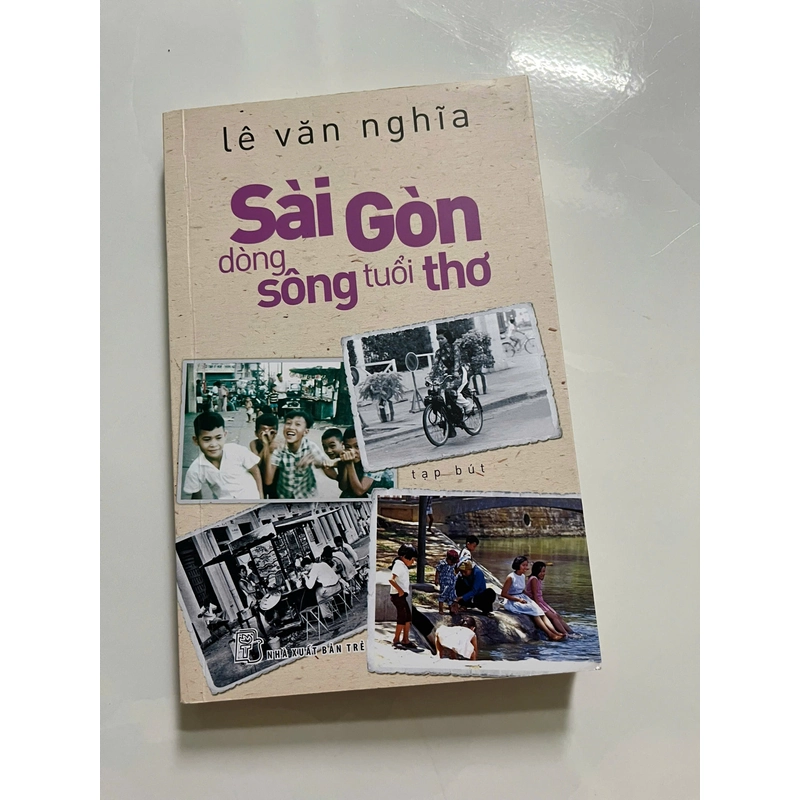 lê văn nghĩa
Sài Gòn
dòng sông tuổi thơ
tạp bút
NHÀ XUẤT BẢN TRẺ